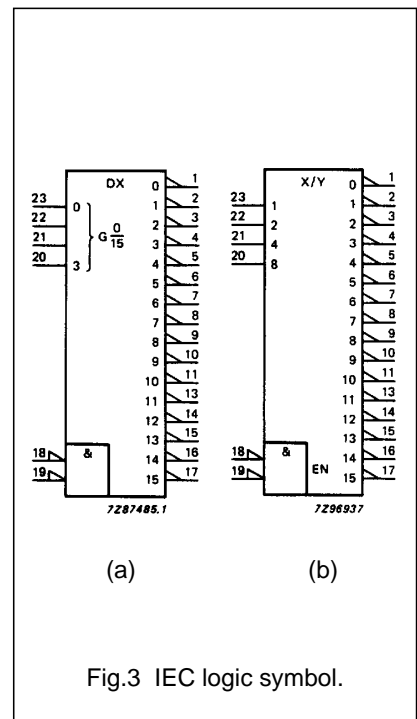 DX
0 1
23 0 1 2
22 2 3
G 0
15
21 3 4
20 3 4 5
5 6
6 7
7 8
8 9
9 10
10 11
11 13
12 14
13 15
&
18 14 16
19 15 17
7Z87485.1
(a)
X/Y
0 1
23 1 1 2
22 2 2 3
21 4 3 4
20 8 4 5
5 6
6 7
7 8
8 9
9 10
10 11
11 13
12 14
13 15
&
18 14 16
EN
19 15 17
7Z96937
(b)
Fig.3 IEC logic symbol.